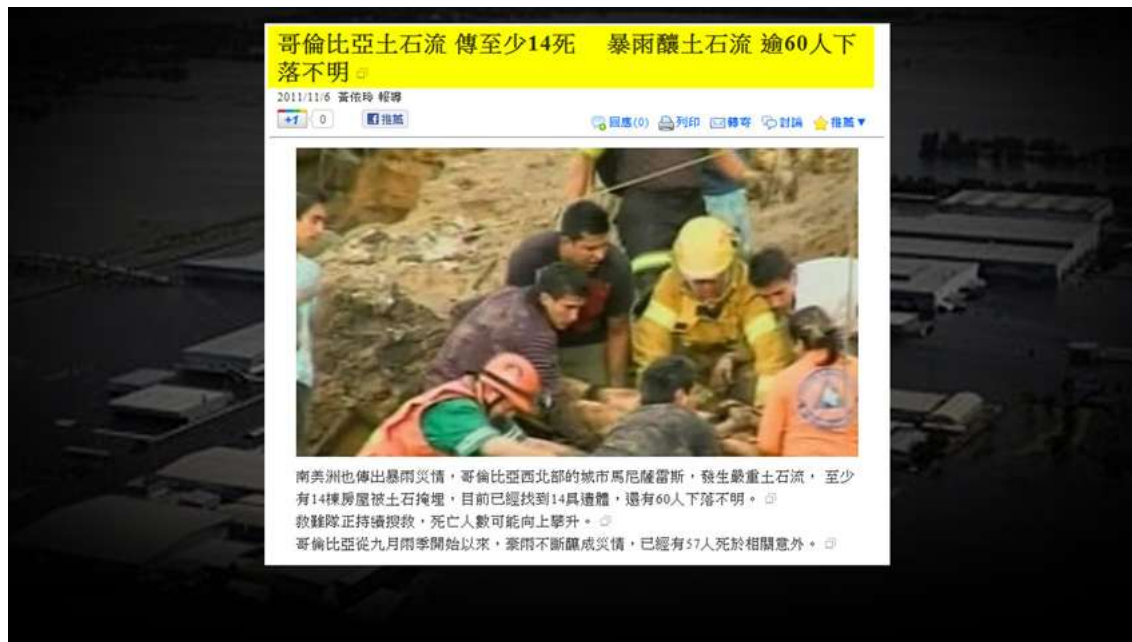 哥倫比亞土石流 傳至少14死 暴雨釀土石流 逾60人下
落不明
2011/11/6 黃依玲 報導
+1 0 推薦 回應(0) 列印 轉寄 討論 推薦▼
南美洲也傳出暴雨災情，哥倫比亞西北部的城市馬尼薩雷斯，發生嚴重土石流， 至少
有14棟房屋被土石掩埋，目前已經找到14具遺體，還有60人下落不明。
救難隊正持續搜救，死亡人數可能向上攀升。
哥倫比亞從九月雨季開始以來，豪雨不斷釀成災情，已經有57人死於相關意外。